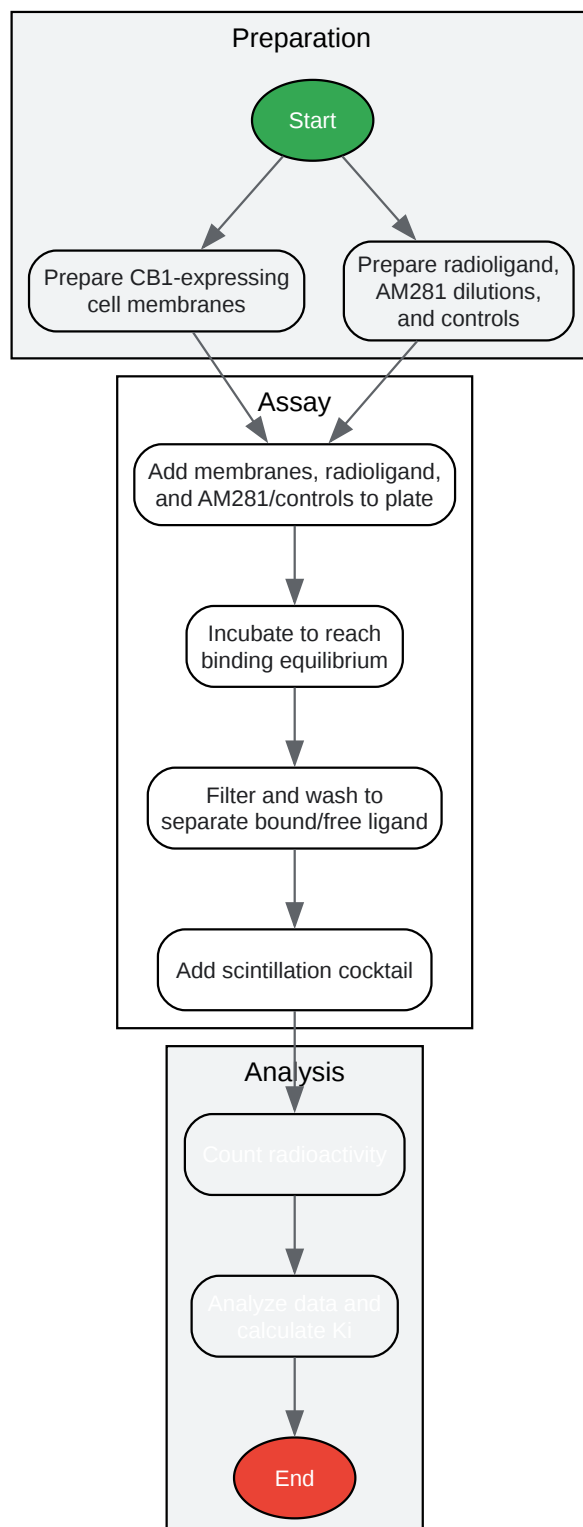 Preparation
Start
Prepare CB1-expressing
cell membranes
Prepare radioligand,
AM281 dilutions,
and controls
Assay
Add membranes, radioligand,
and AM281/controls to plate
Incubate to reach
binding equilibrium
Filter and wash to
separate bound/free ligand
Add scintillation cocktail
Analysis
Count radioactivity
Analyze data and
calculate Ki
End